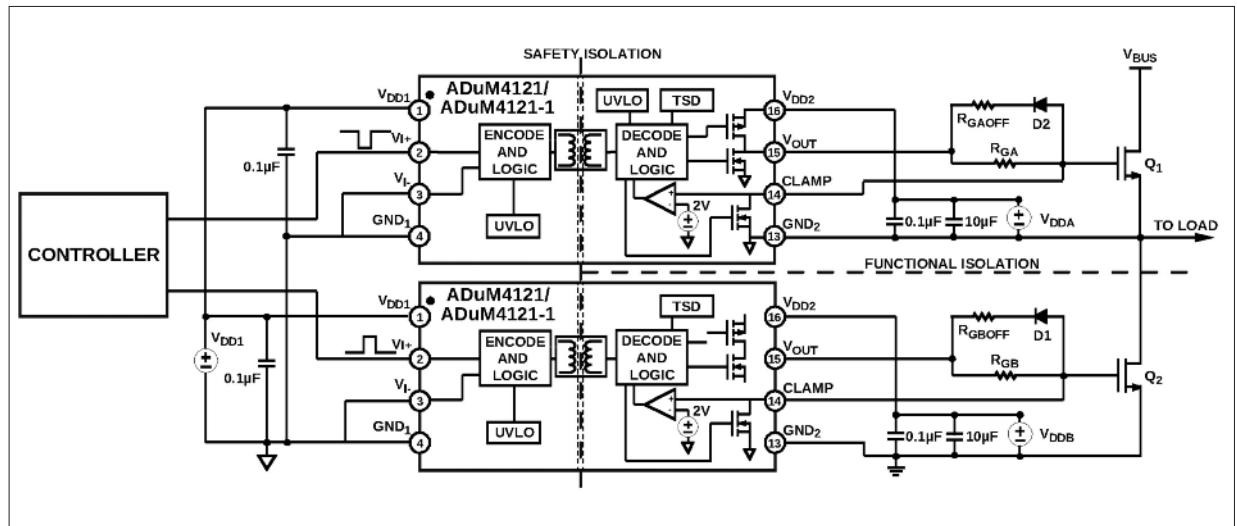 SAFETY ISOLATION
ADuM4121/
ADuM4121-1
VDD1
1
VI+
2
VI-
3
GND1
4
ENCODE
AND
LOGIC
UVLO
UVLO
TSD
DECODE
AND
LOGIC
+
-
2V
16
VDD2
15
VOUT
14
CLAMP
13
GND2
RGAOFF
D2
RGA
0.1µF
10µF
VDDA
VBUS
Q1
TO LOAD
0.1µF
CONTROLLER
FUNCTIONAL ISOLATION
ADuM4121/
ADuM4121-1
VDD1
1
VI+
2
VI-
3
GND1
4
VDD1
0.1µF
ENCODE
AND
LOGIC
UVLO
TSD
DECODE
AND
LOGIC
+
-
2V
16
VDD2
15
VOUT
14
CLAMP
13
GND2
RGBOFF
D1
RGB
0.1µF
10µF
VDDB
Q2